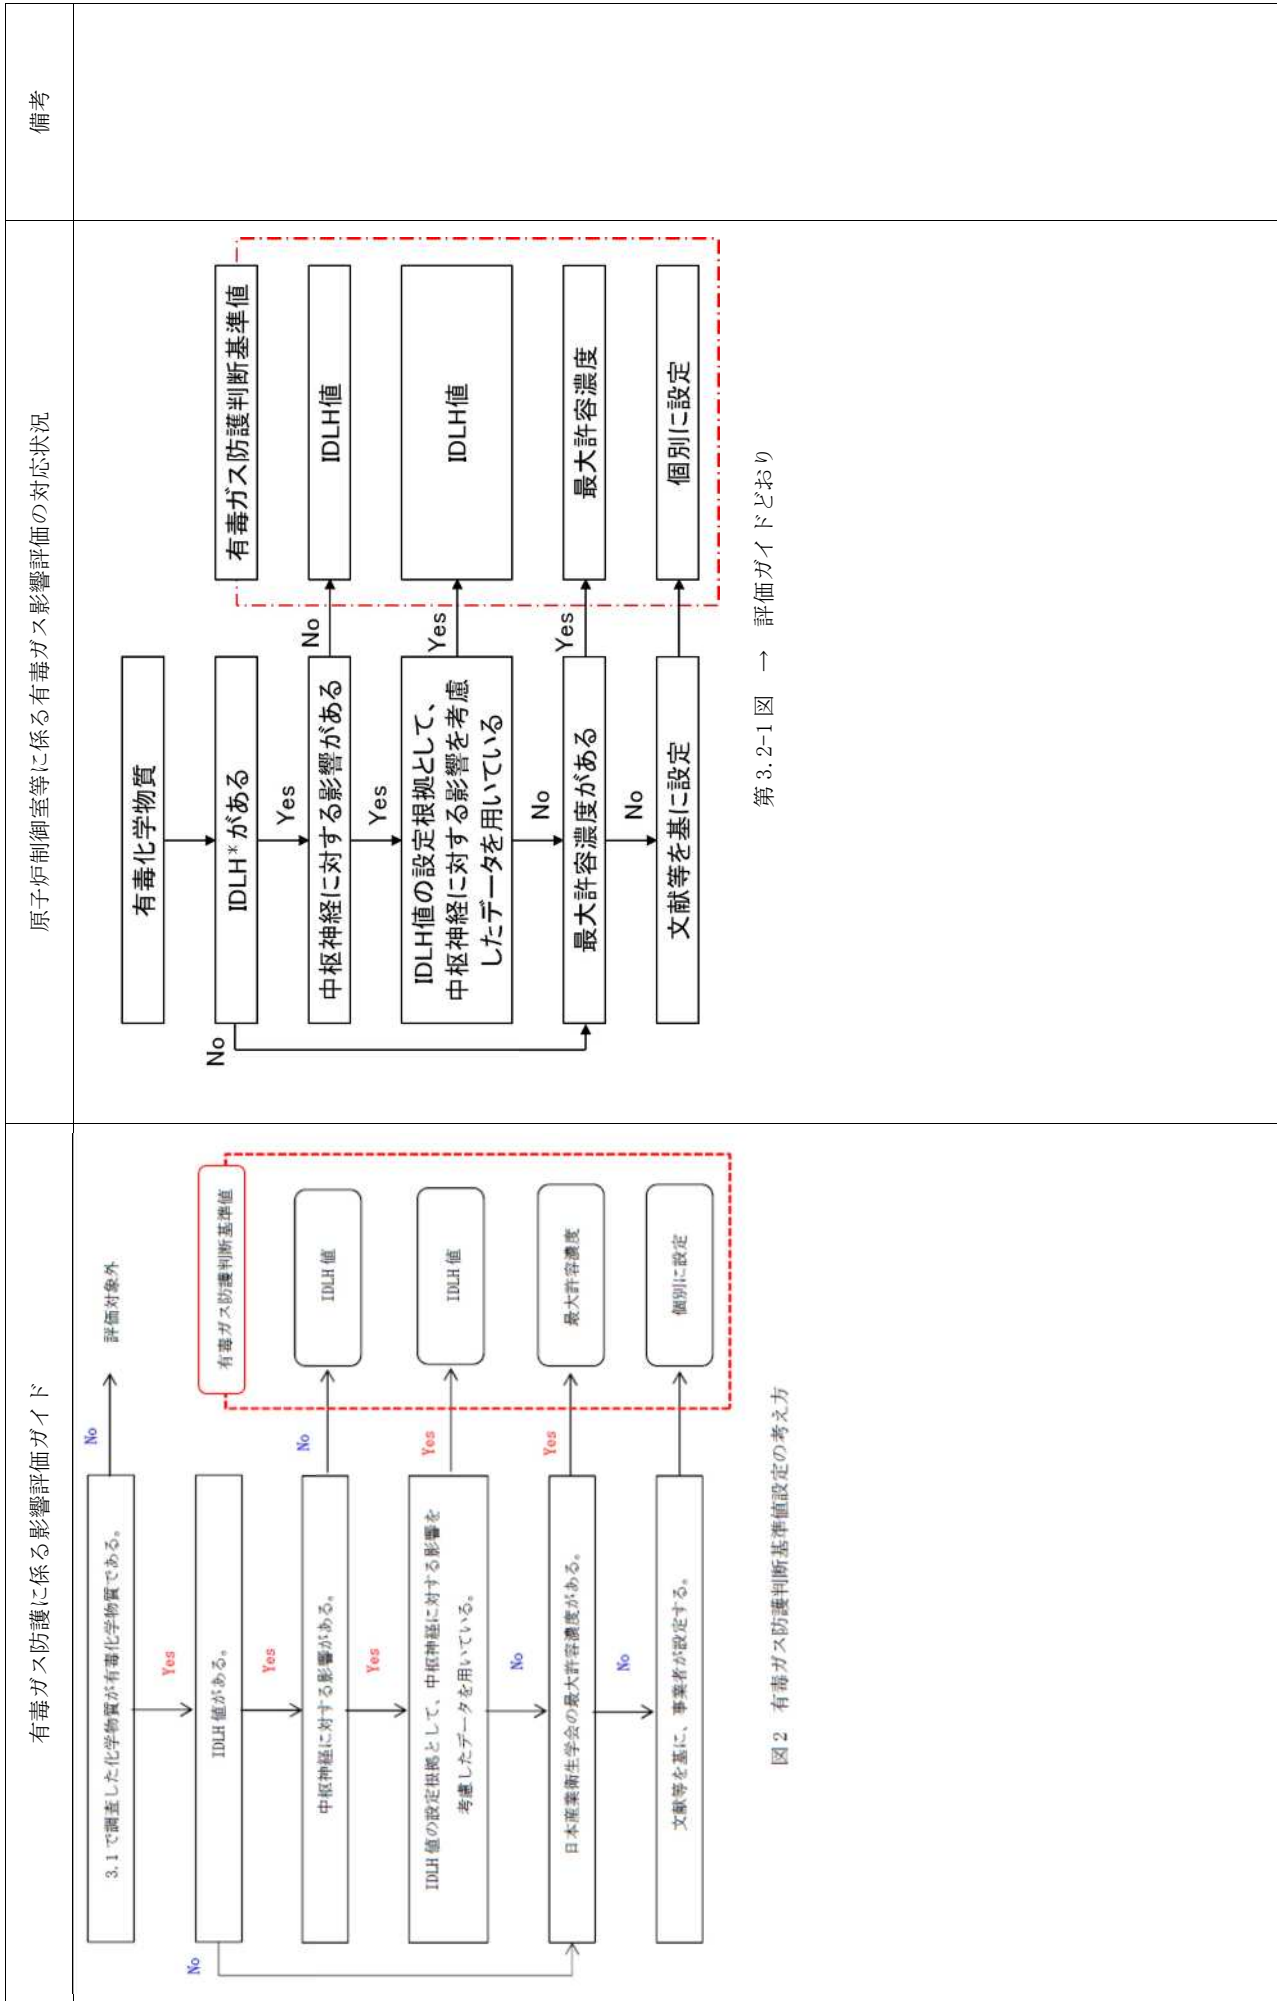 有毒ガス防護に係る影響評価ガイド
3.1で調査した化学物質が有毒化学物質である。
No
評価対象外
Yes
IDLH 値がある。
No
有毒ガス防護判断基準値
Yes
中枢神経に対する影響がある。
No
IDLH 値
Yes
IDLH 値の設定根拠として、中枢神経に対する影響を
考慮したデータを用いている。
Yes
IDLH 値
No
日本産業衛生学会の最大許容濃度がある。
Yes
最大許容濃度
No
文献等を基に、事業者が設定する。
個別に設定
図2 有毒ガス防護判断基準値設定の考え方
原子炉制御室等に係る有毒ガス影響評価の対応状況
有毒化学物質
No
IDLH*がある
有毒ガス防護判断基準値
Yes
中枢神経に対する影響がある
No
IDLH値
Yes
IDLH値の設定根拠として、
中枢神経に対する影響を考慮
したデータを用いている
Yes
IDLH値
No
最大許容濃度がある
Yes
最大許容濃度
No
文献等を基に設定
個別に設定
第3.2-1図 → 評価ガイドどおり
備考